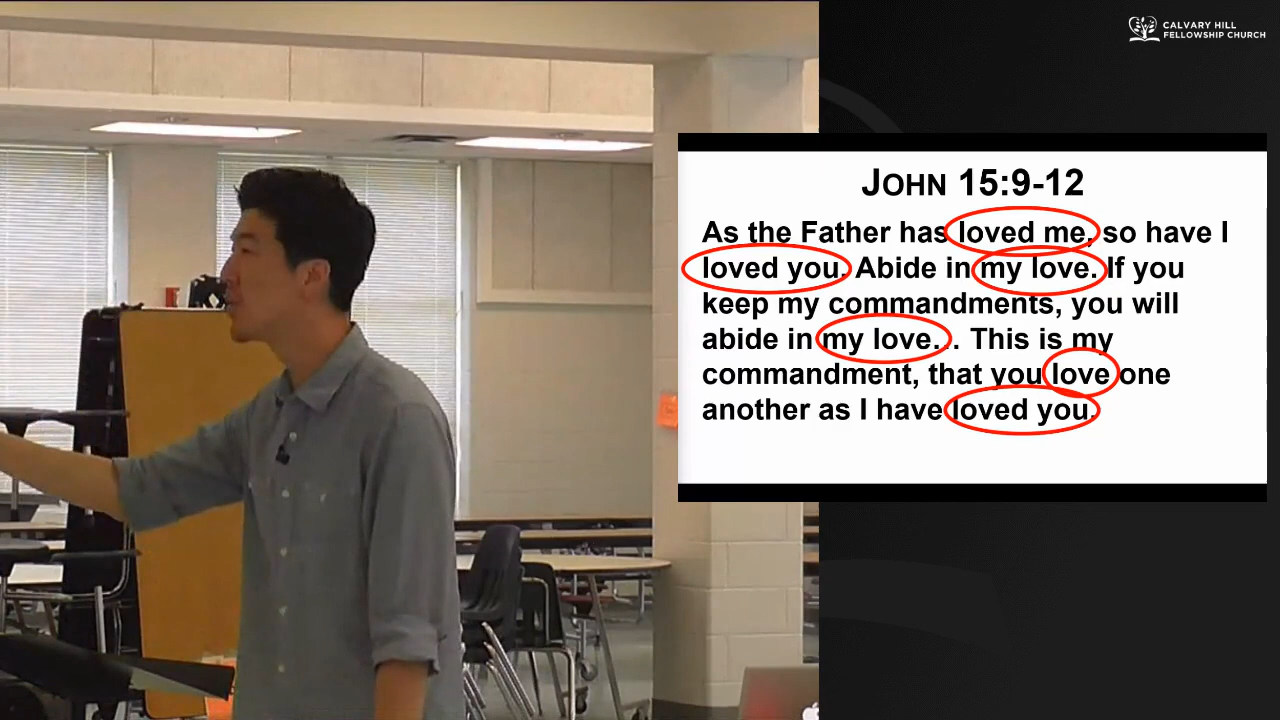 CALVARY HILL
FELLOWSHIP CHURCH
JOHN 15:9-12
As the Father has loved me, so have I
loved you. Abide in my love. If you
keep my commandments, you will
abide in my love... This is my
commandment, that you love one
another as I have loved you.